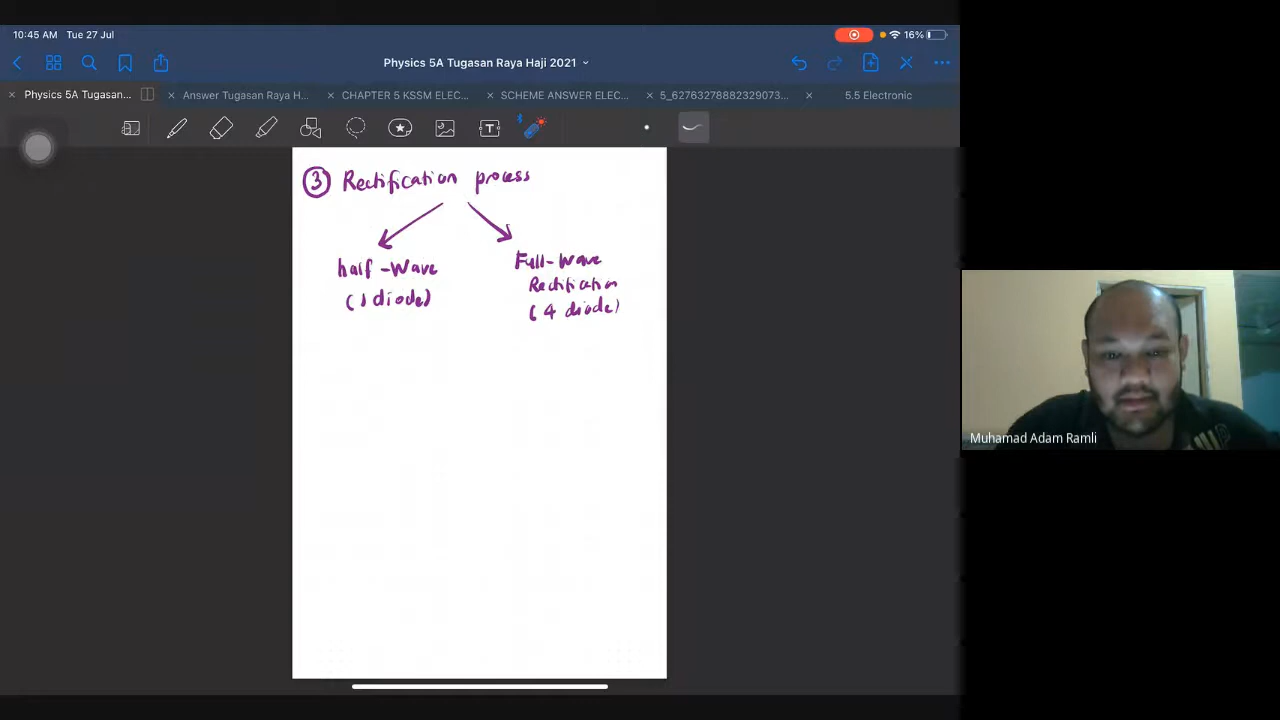 10:45 AM Tue 27 Jul
16%
Physics 5A Tugasan Raya Haji 2021
Physics 5A Tugasan...
Answer Tugasan Raya H...
CHAPTER 5 KSSM ELEC...
SCHEME ANSWER ELEC...
5_62763278882329073...
5.5 Electronic
T
3 Rectification process
half-Wave
(1 diode)
Full-Wave
Rectification
(4 diode)
Muhamad Adam Ramli